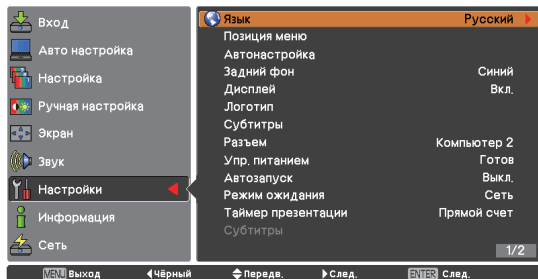 Вход
Авто настройка
Настройка
Ручная настройка
Экран
Звук
Настройки
Информация
Сеть
Язык Русский
Позиция меню
Автонастройка
Задний фон Синий
Дисплей Вкл.
Логотип
Субтитры
Разъем Компьютер 2
Упр. питанием Готов
Автозапуск Выкл.
Режим ожидания Сеть
Таймер презентации Прямой счет
Субтитры
1/2
MENU Выход Чёрный Передв. След. ENTER След.